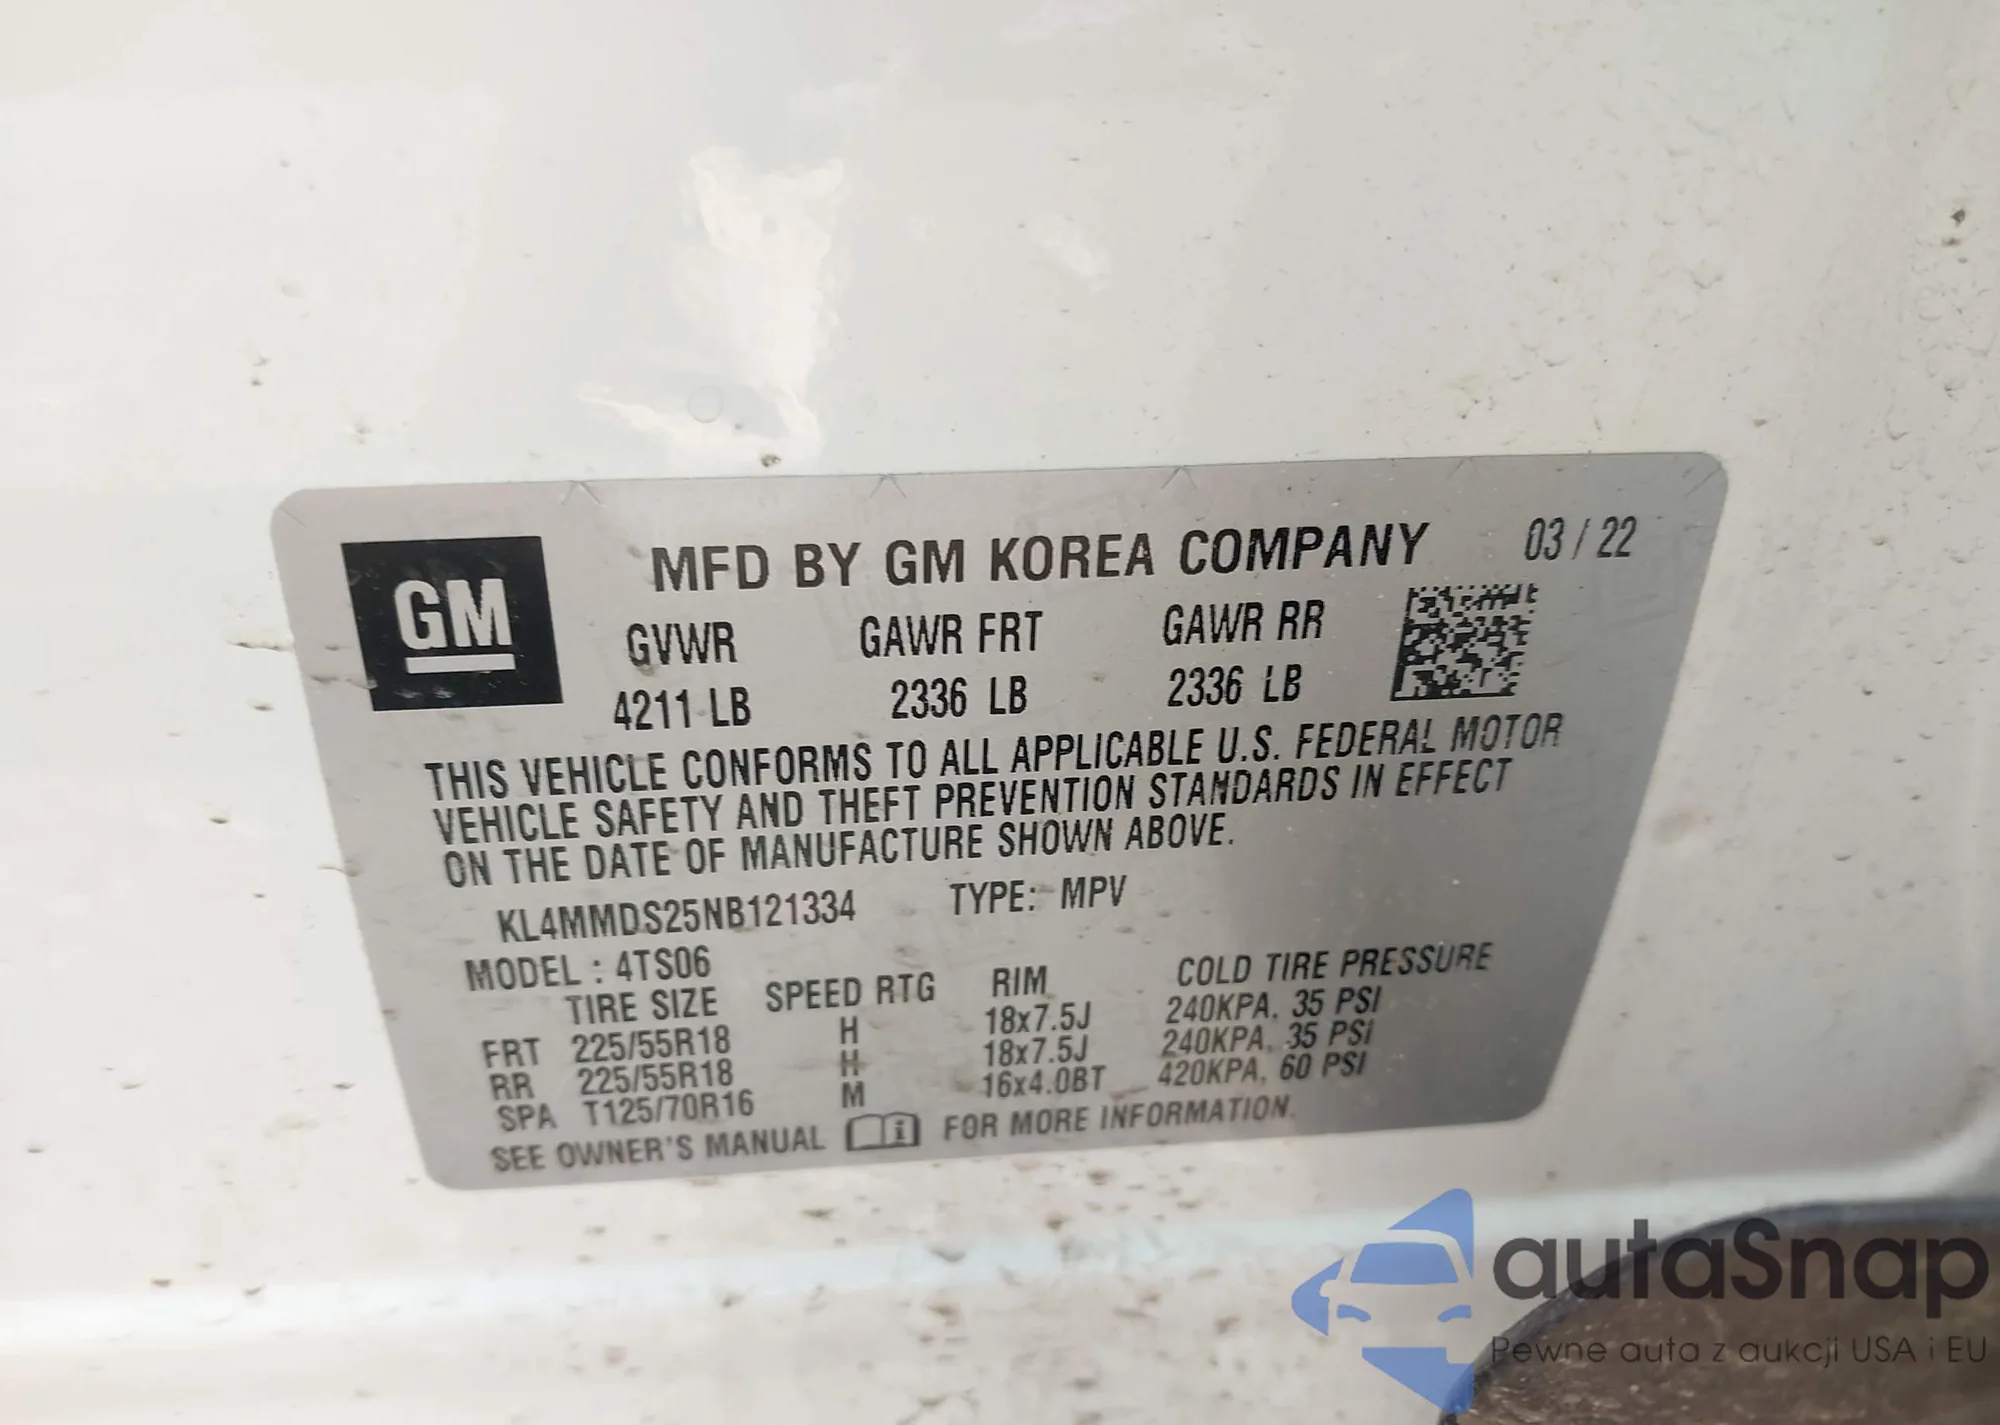 GM
MFD BY GM KOREA COMPANY 03 / 22
GVWR GAWR FRT GAWR RR
4211 LB 2336 LB 2336 LB
THIS VEHICLE CONFORMS TO ALL APPLICABLE U.S. FEDERAL MOTOR
VEHICLE SAFETY AND THEFT PREVENTION STANDARDS IN EFFECT
ON THE DATE OF MANUFACTURE SHOWN ABOVE.
KL4MMDS25NB121334 TYPE: MPV
MODEL : 4TS06
TIRE SIZE SPEED RTG RIM COLD TIRE PRESSURE
FRT 225/55R18 H 18x7.5J 240KPA, 35 PSI
RR 225/55R18 H 18x7.5J 240KPA, 35 PSI
SPA T125/70R16 M 16x4.0BT 420KPA, 60 PSI
SEE OWNER'S MANUAL i FOR MORE INFORMATION.
autaSnap
Pewne auta z aukcji USA i EU